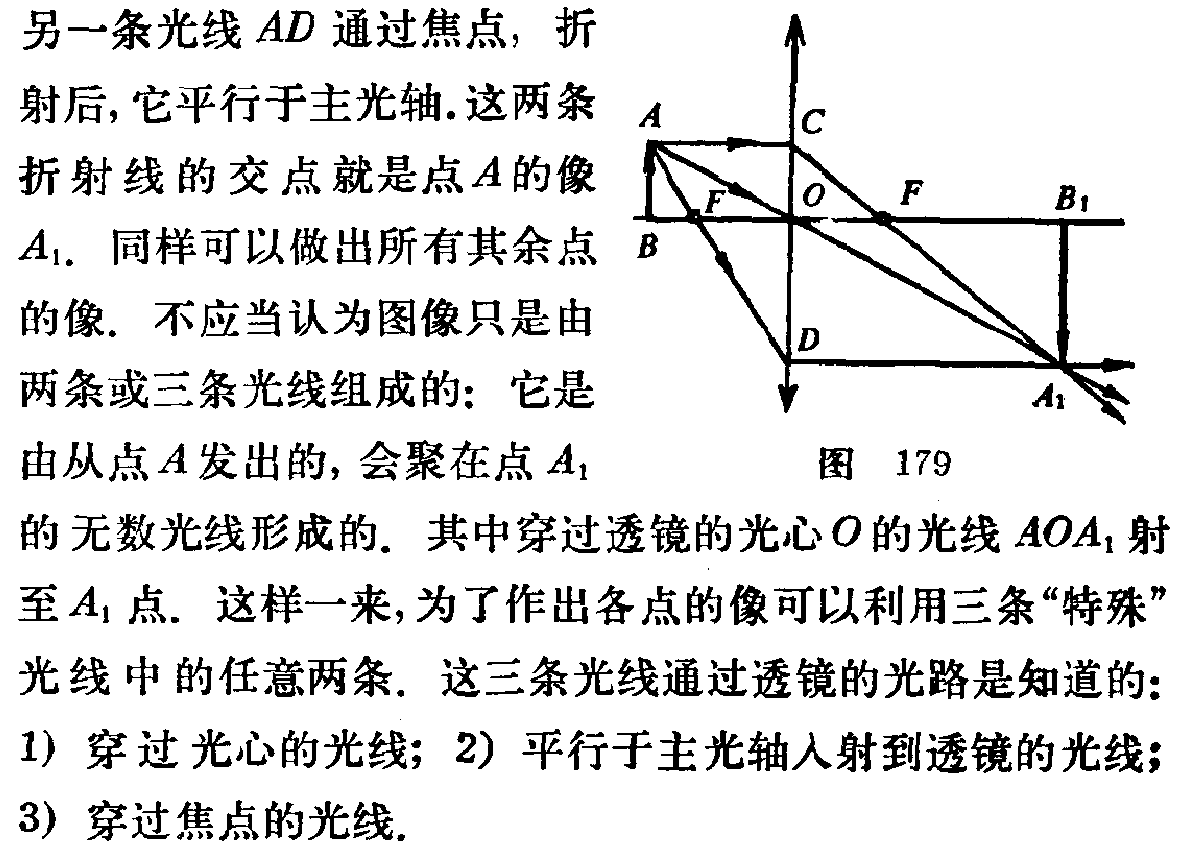 另一条光线 AD 通过焦点, 折
射后, 它平行于主光轴. 这两条
折射线的交点就是点 A 的像
A₁. 同样可以做出所有其余点
的像. 不应当认为图像只是由
两条或三条光线组成的: 它是
由从点 A 发出的, 会聚在点 A₁
的无数光线形成的. 其中穿过透镜的光心 O 的光线 AOA₁ 射
至 A₁ 点. 这样一来, 为了作出各点的像可以利用三条“特殊”
光线中的任意两条. 这三条光线通过透镜的光路是知道的:
1) 穿过光心的光线; 2) 平行于主光轴入射到透镜的光线;
3) 穿过焦点的光线.
A
C
F
O
F
B₁
B
D
A₁
图 179